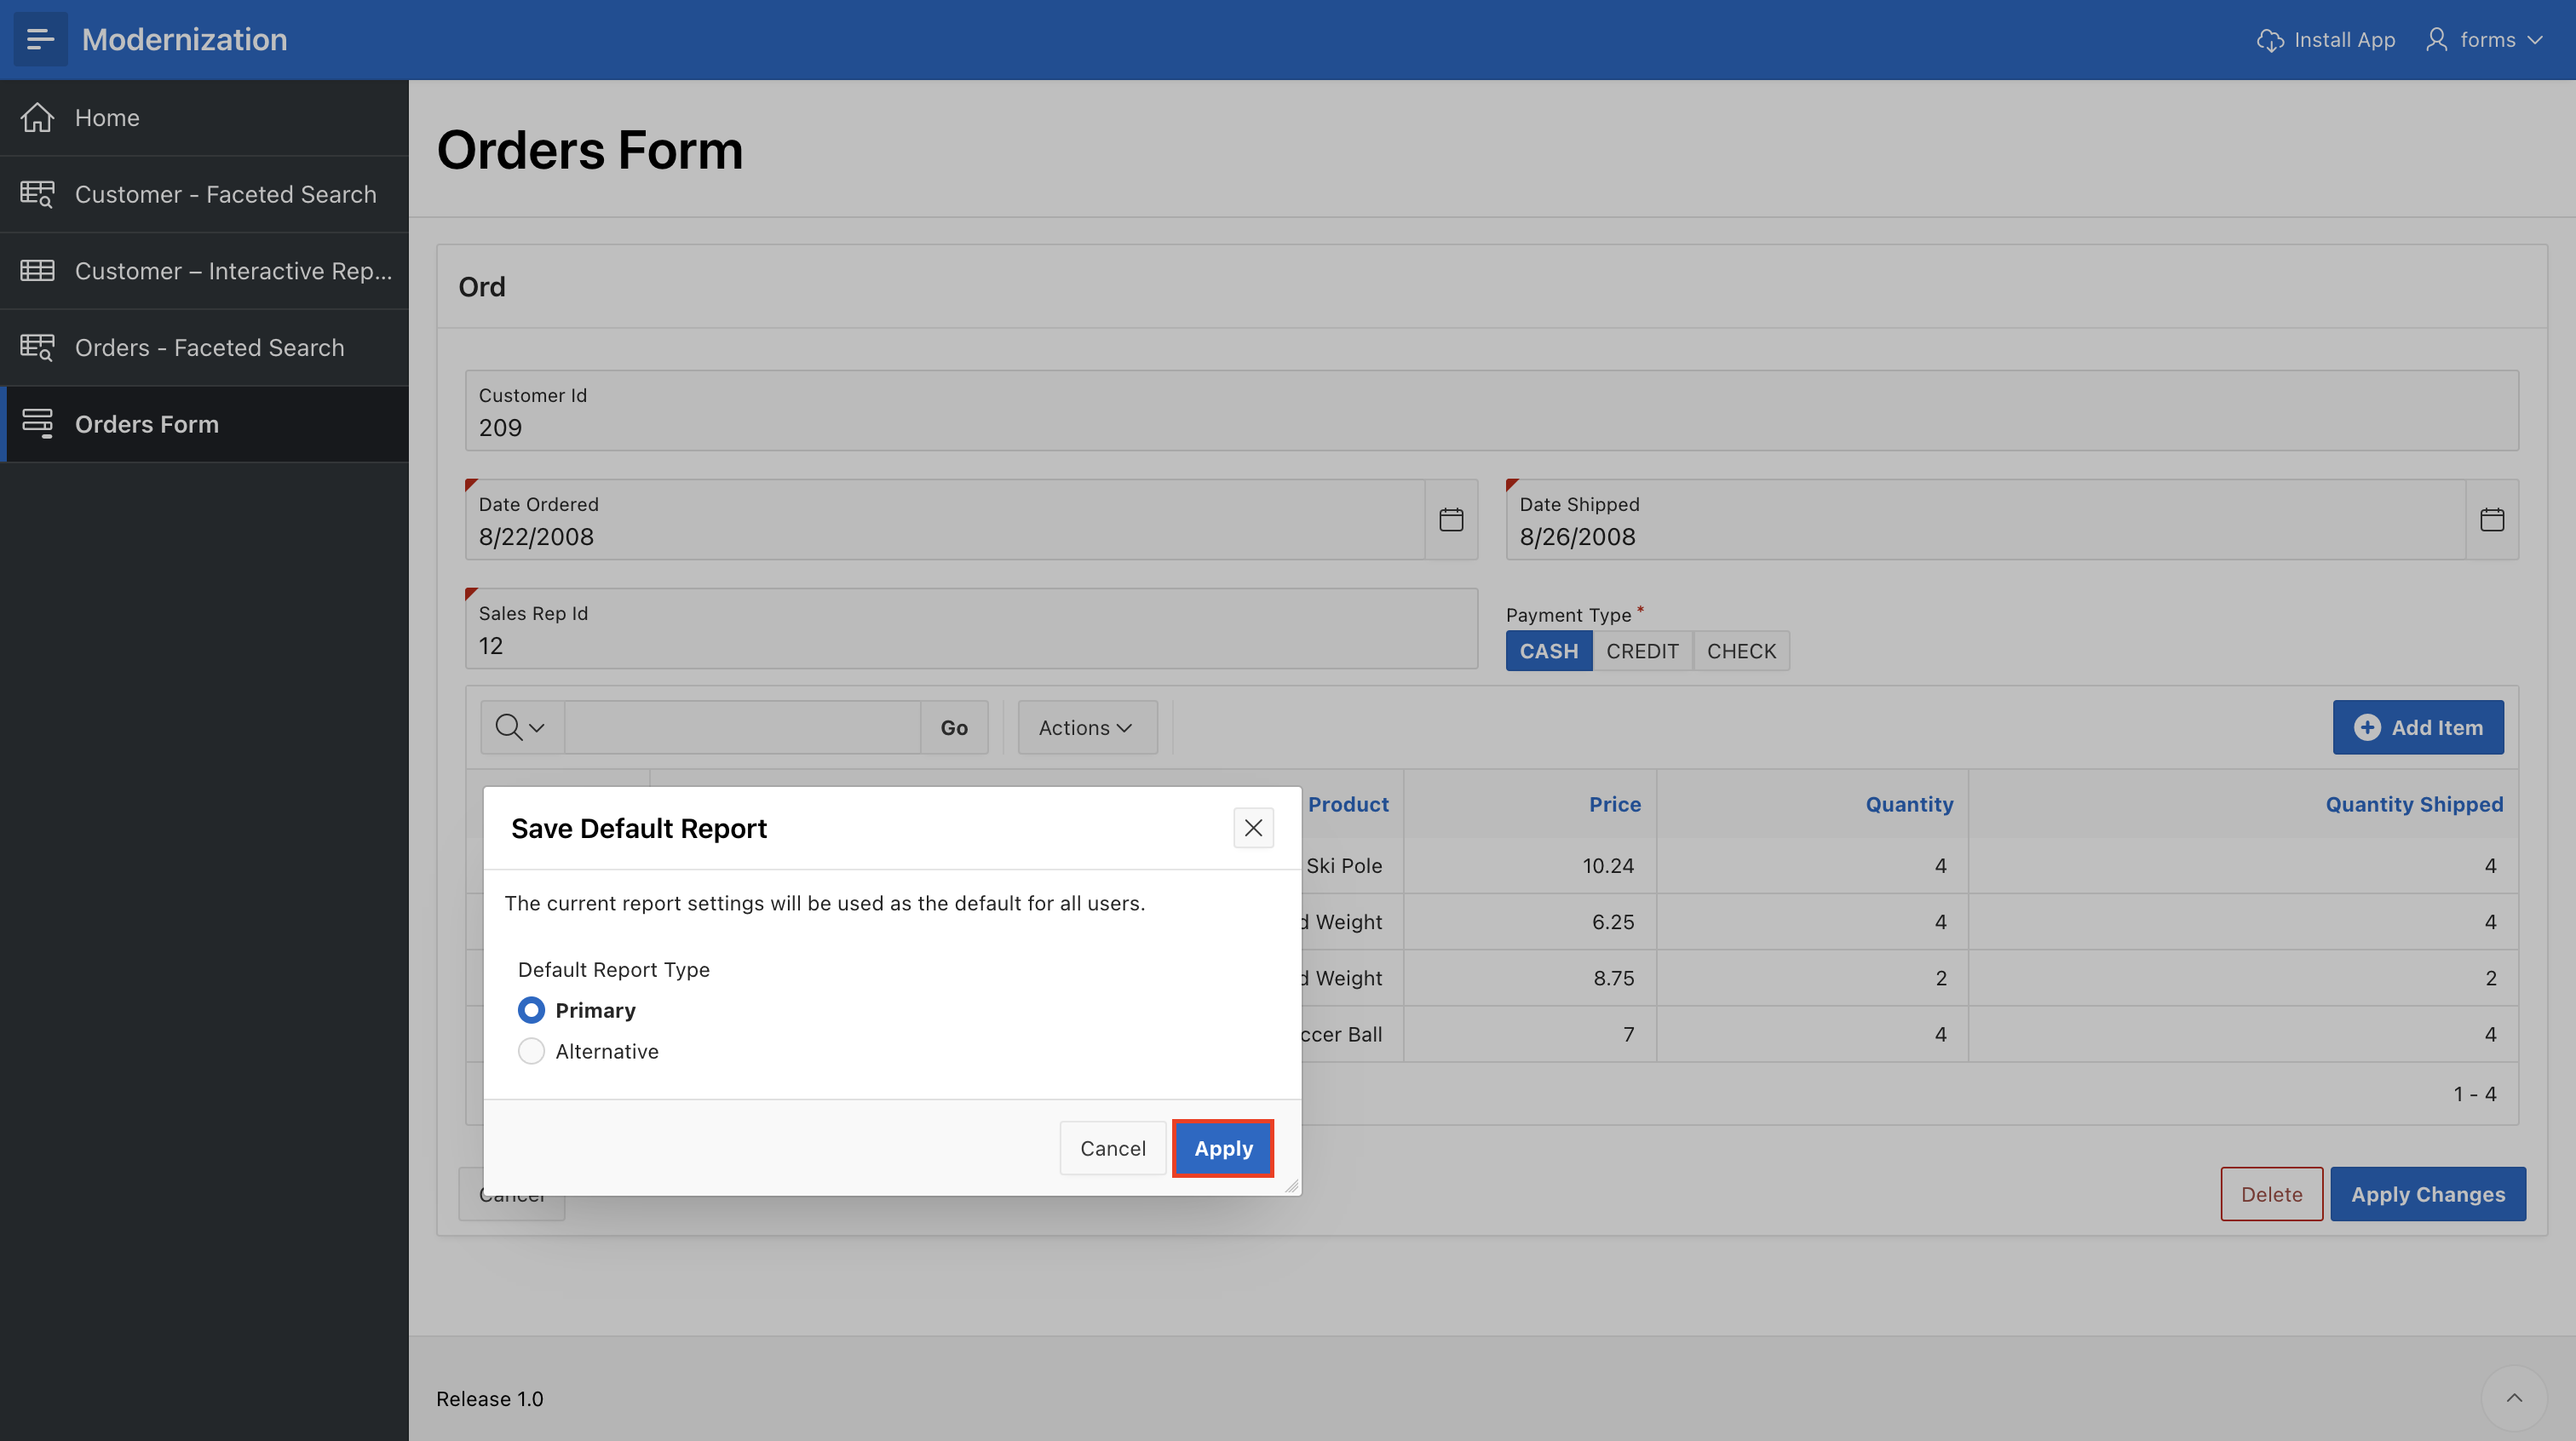 Modernization
Install App
forms
Home
Customer - Faceted Search
Customer – Interactive Rep...
Orders - Faceted Search
Orders Form
Orders Form
Ord
Customer Id
209
Date Ordered
8/22/2008
Date Shipped
8/26/2008
Sales Rep Id
12
Payment Type *
CASH CREDIT CHECK
Go
Actions
Add Item
Product Price Quantity Quantity Shipped
Ski Pole 10.24 4 4
d Weight 6.25 4 4
d Weight 8.75 2 2
ccer Ball 7 4 4
1 - 4
Save Default Report
The current report settings will be used as the default for all users.
Default Report Type
Primary
Alternative
Cancel Apply
Cancel
Delete
Apply Changes
Release 1.0